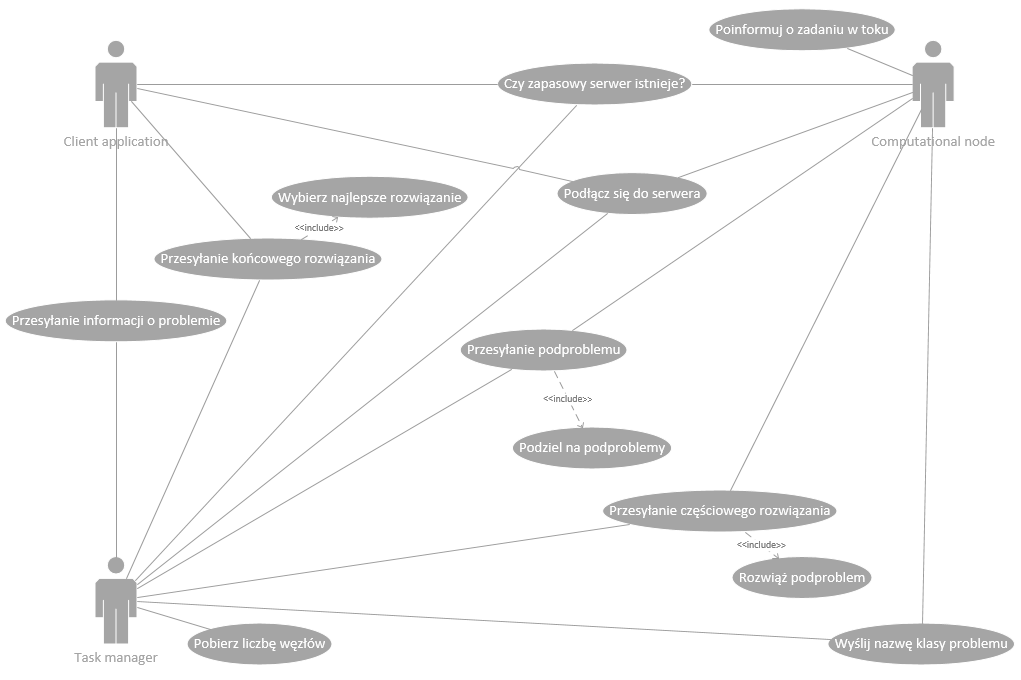 Poinformuj o zadaniu w toku
Czy zapasowy serwer istnieje?
Client application
Computational node
Wybierz najlepsze rozwiązanie
Podłącz się do serwera
<<include>>
Przesyłanie końcowego rozwiązania
Przesyłanie informacji o problemie
Przesyłanie podproblemu
<<include>>
Podziel na podproblemy
Przesyłanie częściowego rozwiązania
<<include>>
Rozwiąż podproblem
Pobierz liczbę węzłów
Wyślij nazwę klasy problemu
Task manager